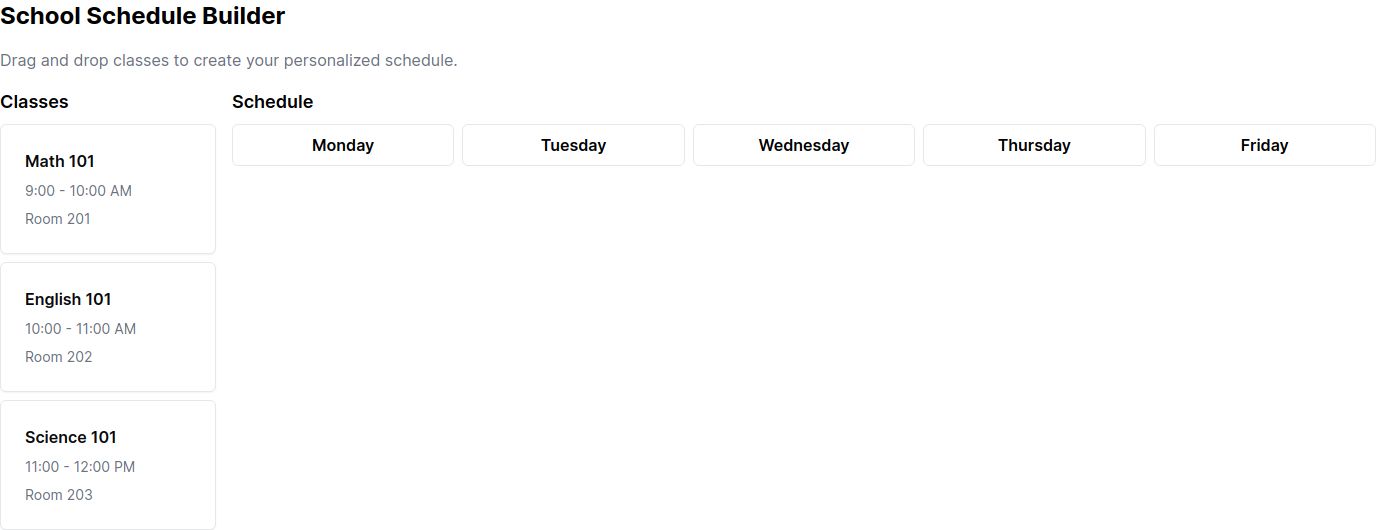 School Schedule Builder
Drag and drop classes to create your personalized schedule.
Classes
Math 101
9:00 - 10:00 AM
Room 201
English 101
10:00 - 11:00 AM
Room 202
Science 101
11:00 - 12:00 PM
Room 203
Schedule
Monday
Tuesday
Wednesday
Thursday
Friday